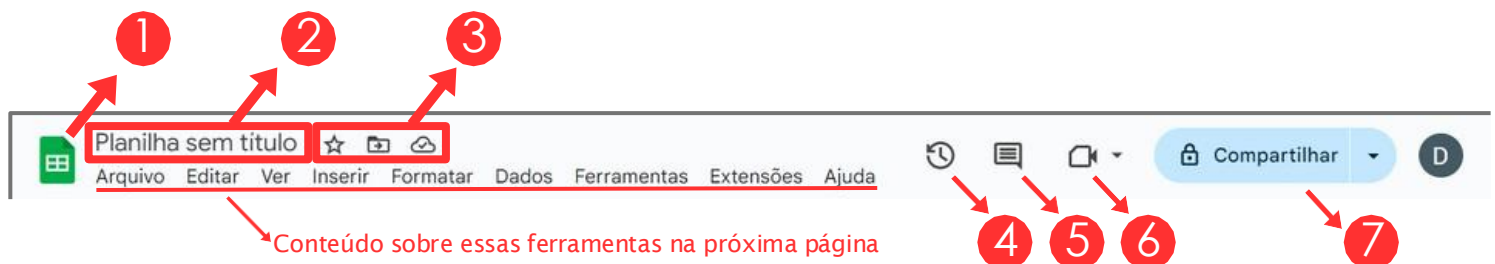 1 2 3
Planilha sem título
Arquivo Editar Ver Inserir Formatar Dados Ferramentas Extensões Ajuda
Compartilhar D
Conteúdo sobre essas ferramentas na próxima página
4 5 6 7